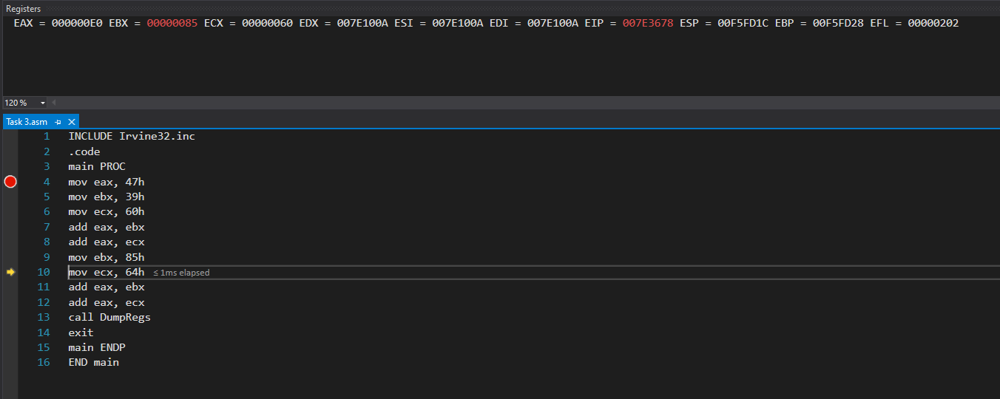 Registers
EAX = 000000E0 EBX = 00000085 ECX = 00000060 EDX = 007E100A ESI = 007E100A EDI = 007E100A EIP = 007E3678 ESP = 00F5FD1C EBP = 00F5FD28 EFL = 00000202
120 %
Task 3.asm
1 INCLUDE Irvine32.inc
2 .code
3 main PROC
4 mov eax, 47h
5 mov ebx, 39h
6 mov ecx, 60h
7 add eax, ebx
8 add eax, ecx
9 mov ebx, 85h
10 mov ecx, 64h ≤ 1ms elapsed
11 add eax, ebx
12 add eax, ecx
13 call DumpRegs
14 exit
15 main ENDP
16 END main